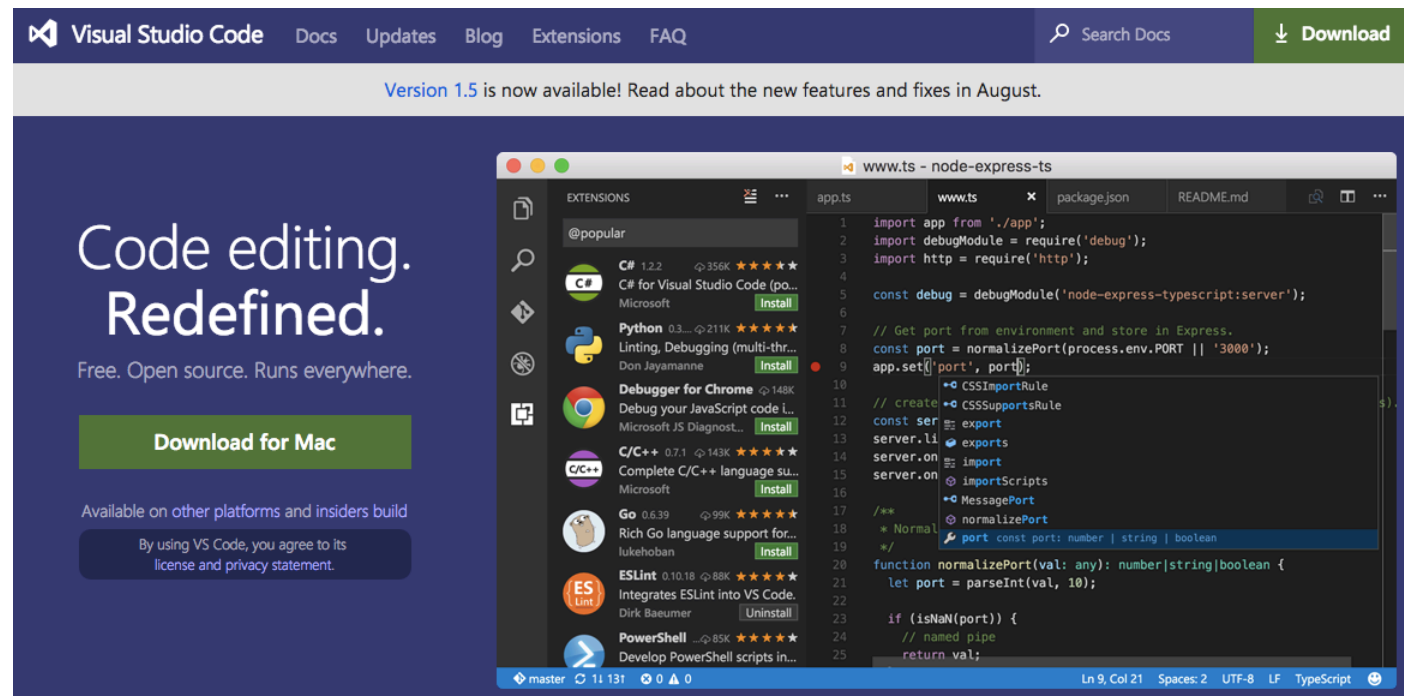 Visual Studio Code Docs Updates Blog Extensions FAQ Search Docs Download
Version 1.5 is now available! Read about the new features and fixes in August.
Code editing.
Redefined.
Free. Open source. Runs everywhere.
Download for Mac
Available on other platforms and insiders build
By using VS Code, you agree to its
license and privacy statement.
www.ts - node-express-ts
EXTENSIONS
@popular
C# 1.2.2 356K
C# for Visual Studio Code (po...
Microsoft Install
Python 0.3.... 211K
Linting, Debugging (multi-thr...
Don Jayamanne Install
Debugger for Chrome 148K
Debug your JavaScript code i...
Microsoft JS Diagnost... Install
C/C++ 0.7.1 143K
Complete C/C++ language su...
Microsoft Install
Go 0.6.39 99K
Rich Go language support for...
lukehoban Install
ESLint 0.10.18 88K
Integrates ESLint into VS Code.
Dirk Baeumer Uninstall
PowerShell ... 85K
Develop PowerShell scripts in...
C#
C/C++
ES
Lint
app.ts www.ts package.json README.md
1 import app from './app';
2 import debugModule = require('debug');
3 import http = require('http');
4
5 const debug = debugModule('node-express-typescript:server');
6
7 // Get port from environment and store in Express.
8 const port = normalizePort(process.env.PORT || '3000');
9 app.set('port', port);
10
11 // create s).
12 const ser
13 server.li
14 server.on
15 server.on
16
17 /**
18 * Normal
19 */
20 function normalizePort(val: any): number|string|boolean {
21 let port = parseInt(val, 10);
22
23 if (isNaN(port)) {
24 // named pipe
25 return val;
CSSImportRule
CSSSupportsRule
export
exports
import
importScripts
MessagePort
normalizePort
port const port: number | string | boolean
master 1↓ 13↑ 0 0 Ln 9, Col 21 Spaces: 2 UTF-8 LF TypeScript